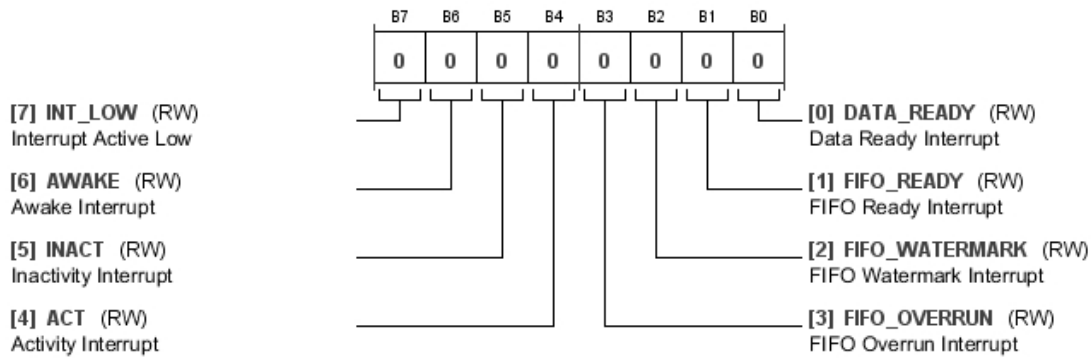 B7 B6 B5 B4 B3 B2 B1 B0
0 0 0 0 0 0 0 0
[7] INT_LOW (RW)
Interrupt Active Low
[6] AWAKE (RW)
Awake Interrupt
[5] INACT (RW)
Inactivity Interrupt
[4] ACT (RW)
Activity Interrupt
[0] DATA_READY (RW)
Data Ready Interrupt
[1] FIFO_READY (RW)
FIFO Ready Interrupt
[2] FIFO_WATERMARK (RW)
FIFO Watermark Interrupt
[3] FIFO_OVERRUN (RW)
FIFO Overrun Interrupt